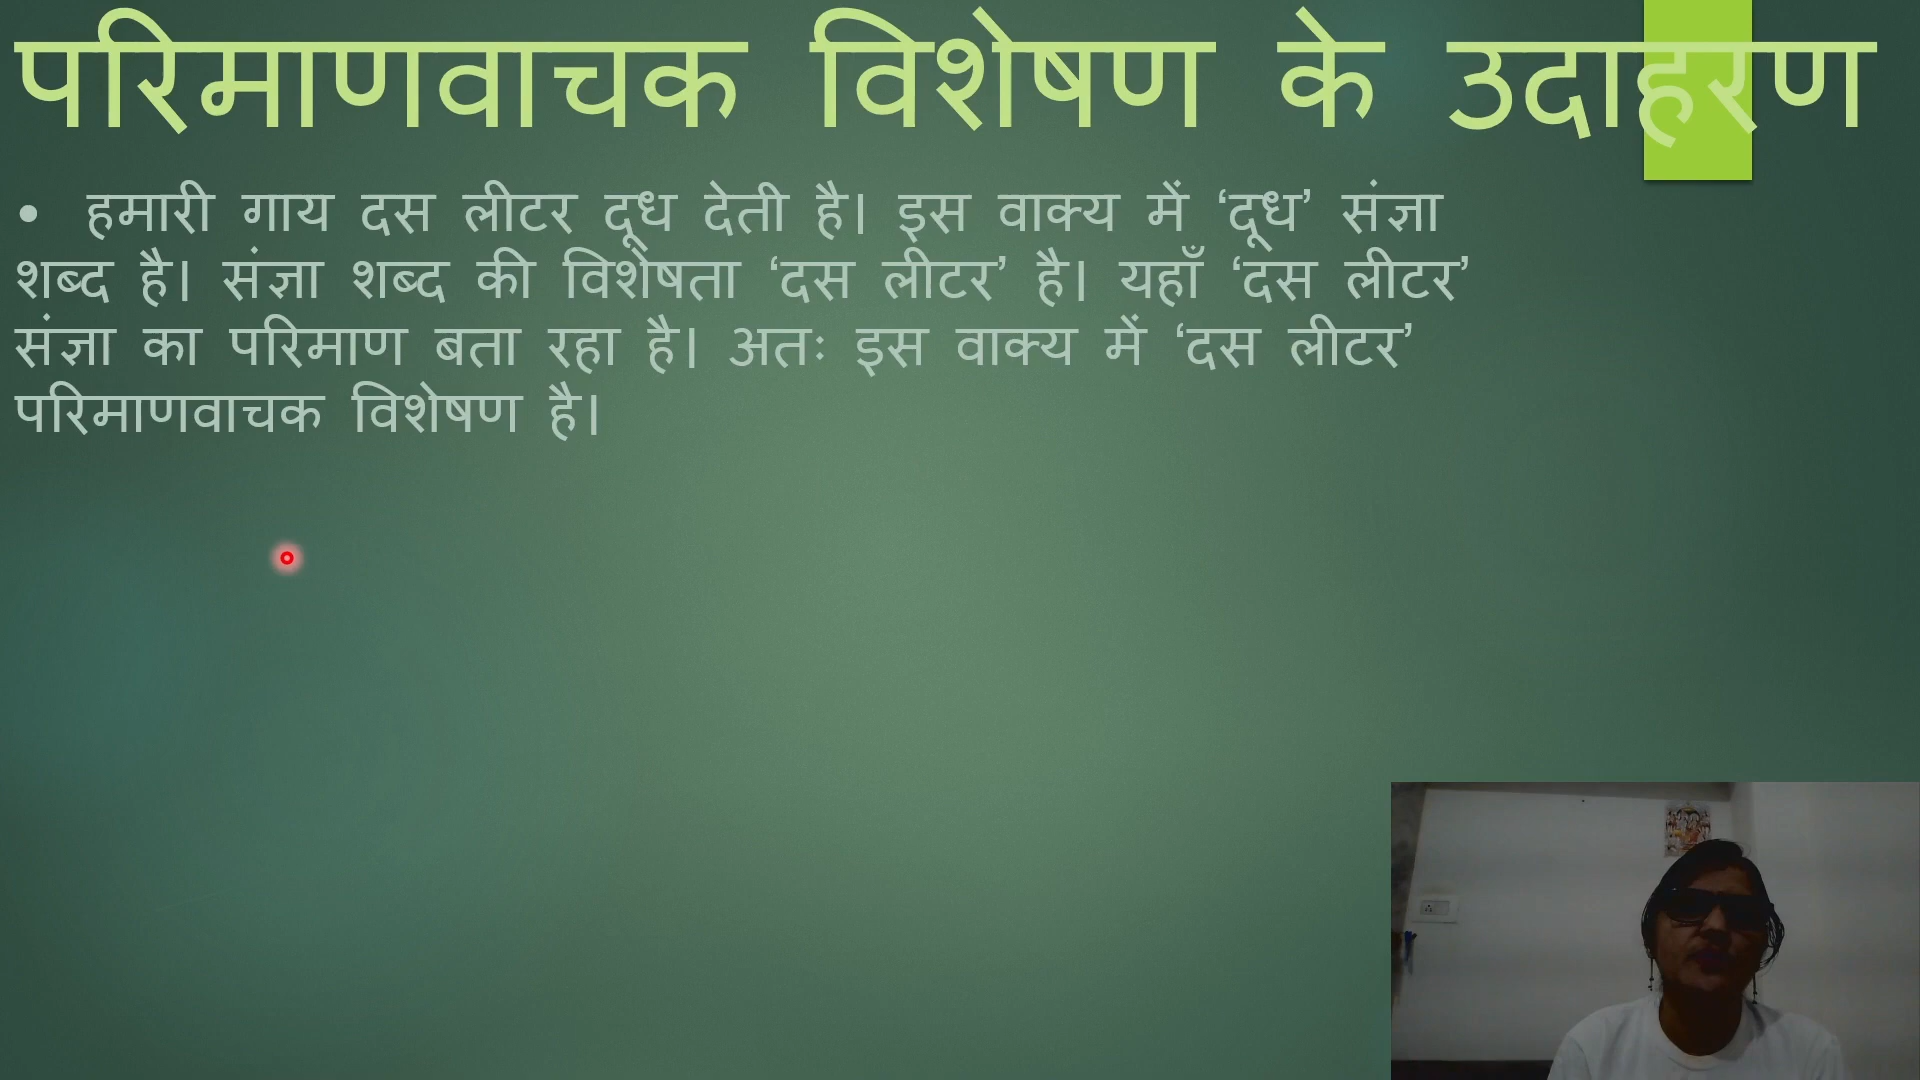 परिमाणवाचक विशेषण के उदाहरण
• हमारी गाय दस लीटर दूध देती है। इस वाक्य में ‘दूध’ संज्ञा
शब्द है। संज्ञा शब्द की विशेषता ‘दस लीटर’ है। यहाँ ‘दस लीटर’
संज्ञा का परिमाण बता रहा है। अतः इस वाक्य में ‘दस लीटर’
परिमाणवाचक विशेषण है।